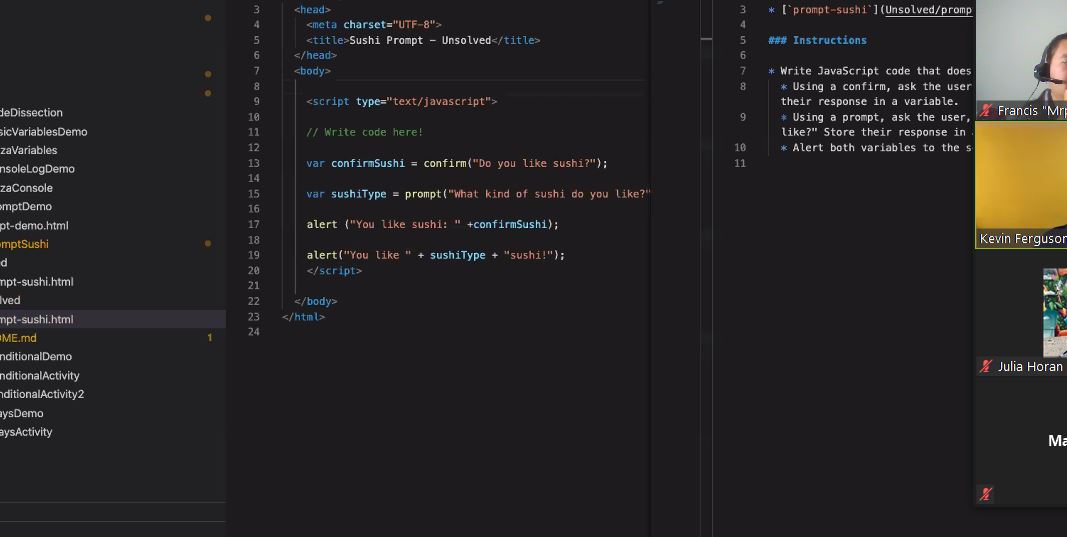 deDissection
sicVariablesDemo
zaVariables
nsoleLogDemo
zaConsole
omptDemo
pt-demo.html
omptSushi
ed
mpt-sushi.html
lved
mpt-sushi.html
OME.md 1
nditionalDemo
nditionalActivity
nditionalActivity2
aysDemo
aysActivity
3 <head>
4 <meta charset="UTF-8">
5 <title>Sushi Prompt - Unsolved</title>
6 </head>
7 <body>
8
9 <script type="text/javascript">
10
11 // Write code here!
12
13 var confirmSushi = confirm("Do you like sushi?");
14
15 var sushiType = prompt("What kind of sushi do you like?"
16
17 alert ("You like sushi: " +confirmSushi);
18
19 alert("You like " + sushiType + "sushi!");
20 </script>
21
22 </body>
23 </html>
24
3 * [`prompt-sushi`](Unsolved/promp
4
5 ### Instructions
6
7 * Write JavaScript code that does
8 * Using a confirm, ask the user
their response in a variable.
9 * Using a prompt, ask the user,
like?" Store their response in
10 * Alert both variables to the s
11
Francis "Mrp
Kevin Ferguson
Julia Horan
Ma